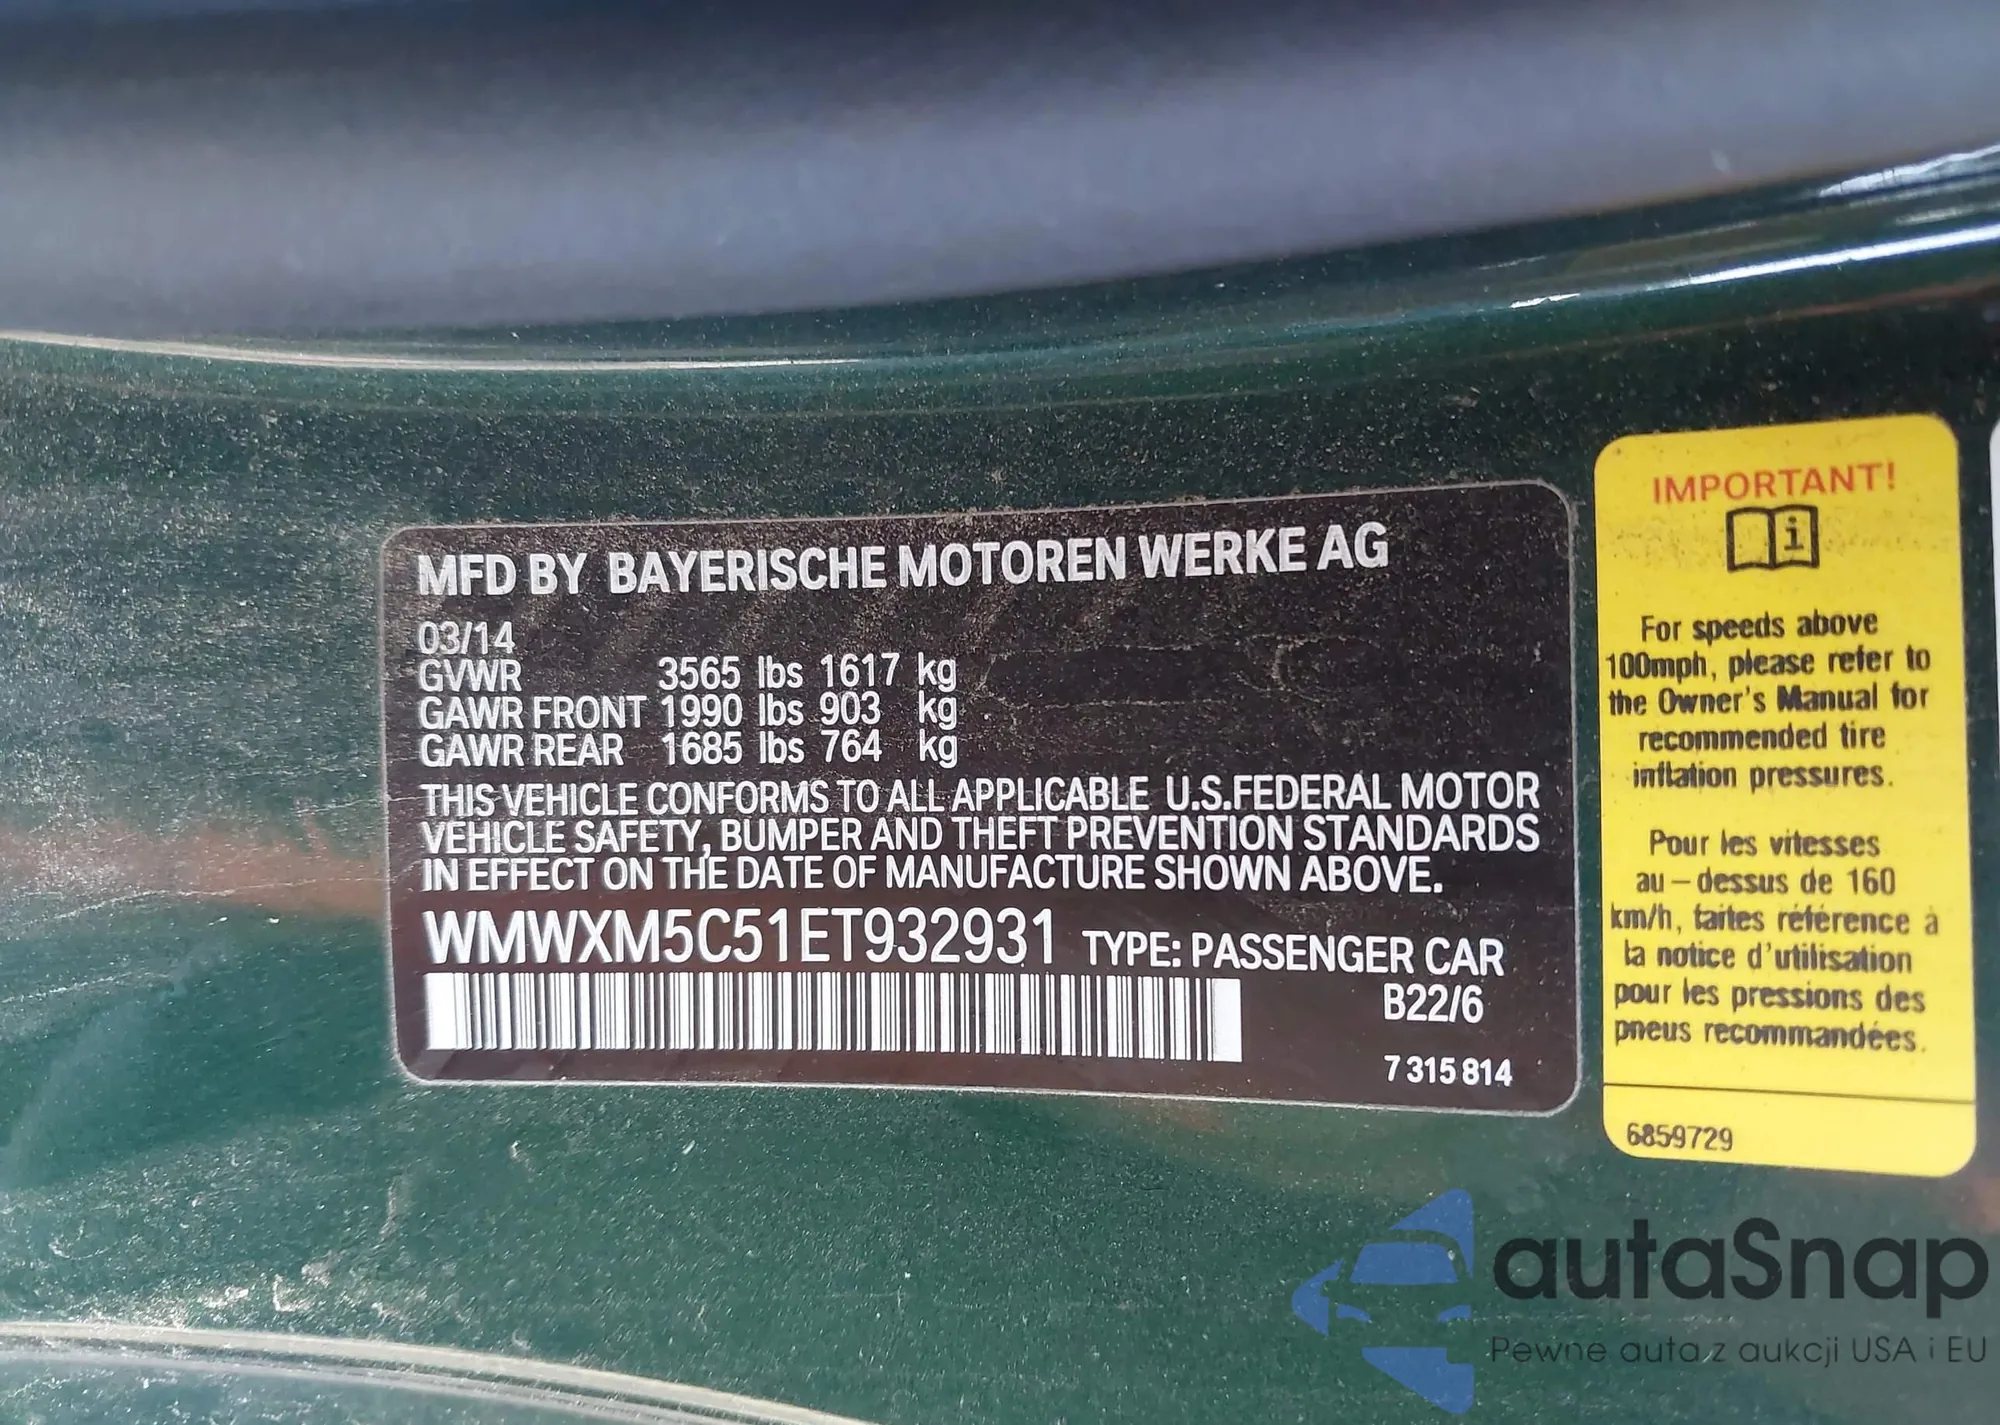 MFD BY BAYERISCHE MOTOREN WERKE AG
03/14
GVWR 3565 lbs 1617 kg
GAWR FRONT 1990 lbs 903 kg
GAWR REAR 1685 lbs 764 kg
THIS VEHICLE CONFORMS TO ALL APPLICABLE U.S.FEDERAL MOTOR
VEHICLE SAFETY, BUMPER AND THEFT PREVENTION STANDARDS
IN EFFECT ON THE DATE OF MANUFACTURE SHOWN ABOVE.
WMWXM5C51ET932931 TYPE: PASSENGER CAR
B22/6
7 315 814
IMPORTANT!
i
For speeds above
100mph, please refer to
the Owner's Manual for
recommended tire
inflation pressures.
Pour les vitesses
au-dessus de 160
km/h, faites référence à
la notice d'utilisation
pour les pressions des
pneus recommandées.
6859729
autaSnap
Pewne auta z aukcji USA i EU